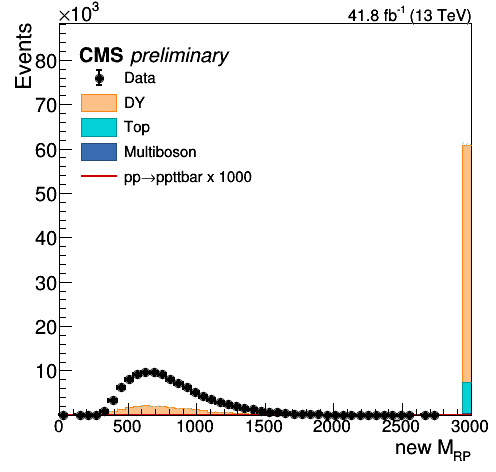 ×10³
41.8 fb⁻¹ (13 TeV)
Events
CMS preliminary
Data
DY
Top
Multiboson
pp→ppttbar x 1000
80
70
60
50
40
30
20
10
0 500 1000 1500 2000 2500 3000
new M_RP